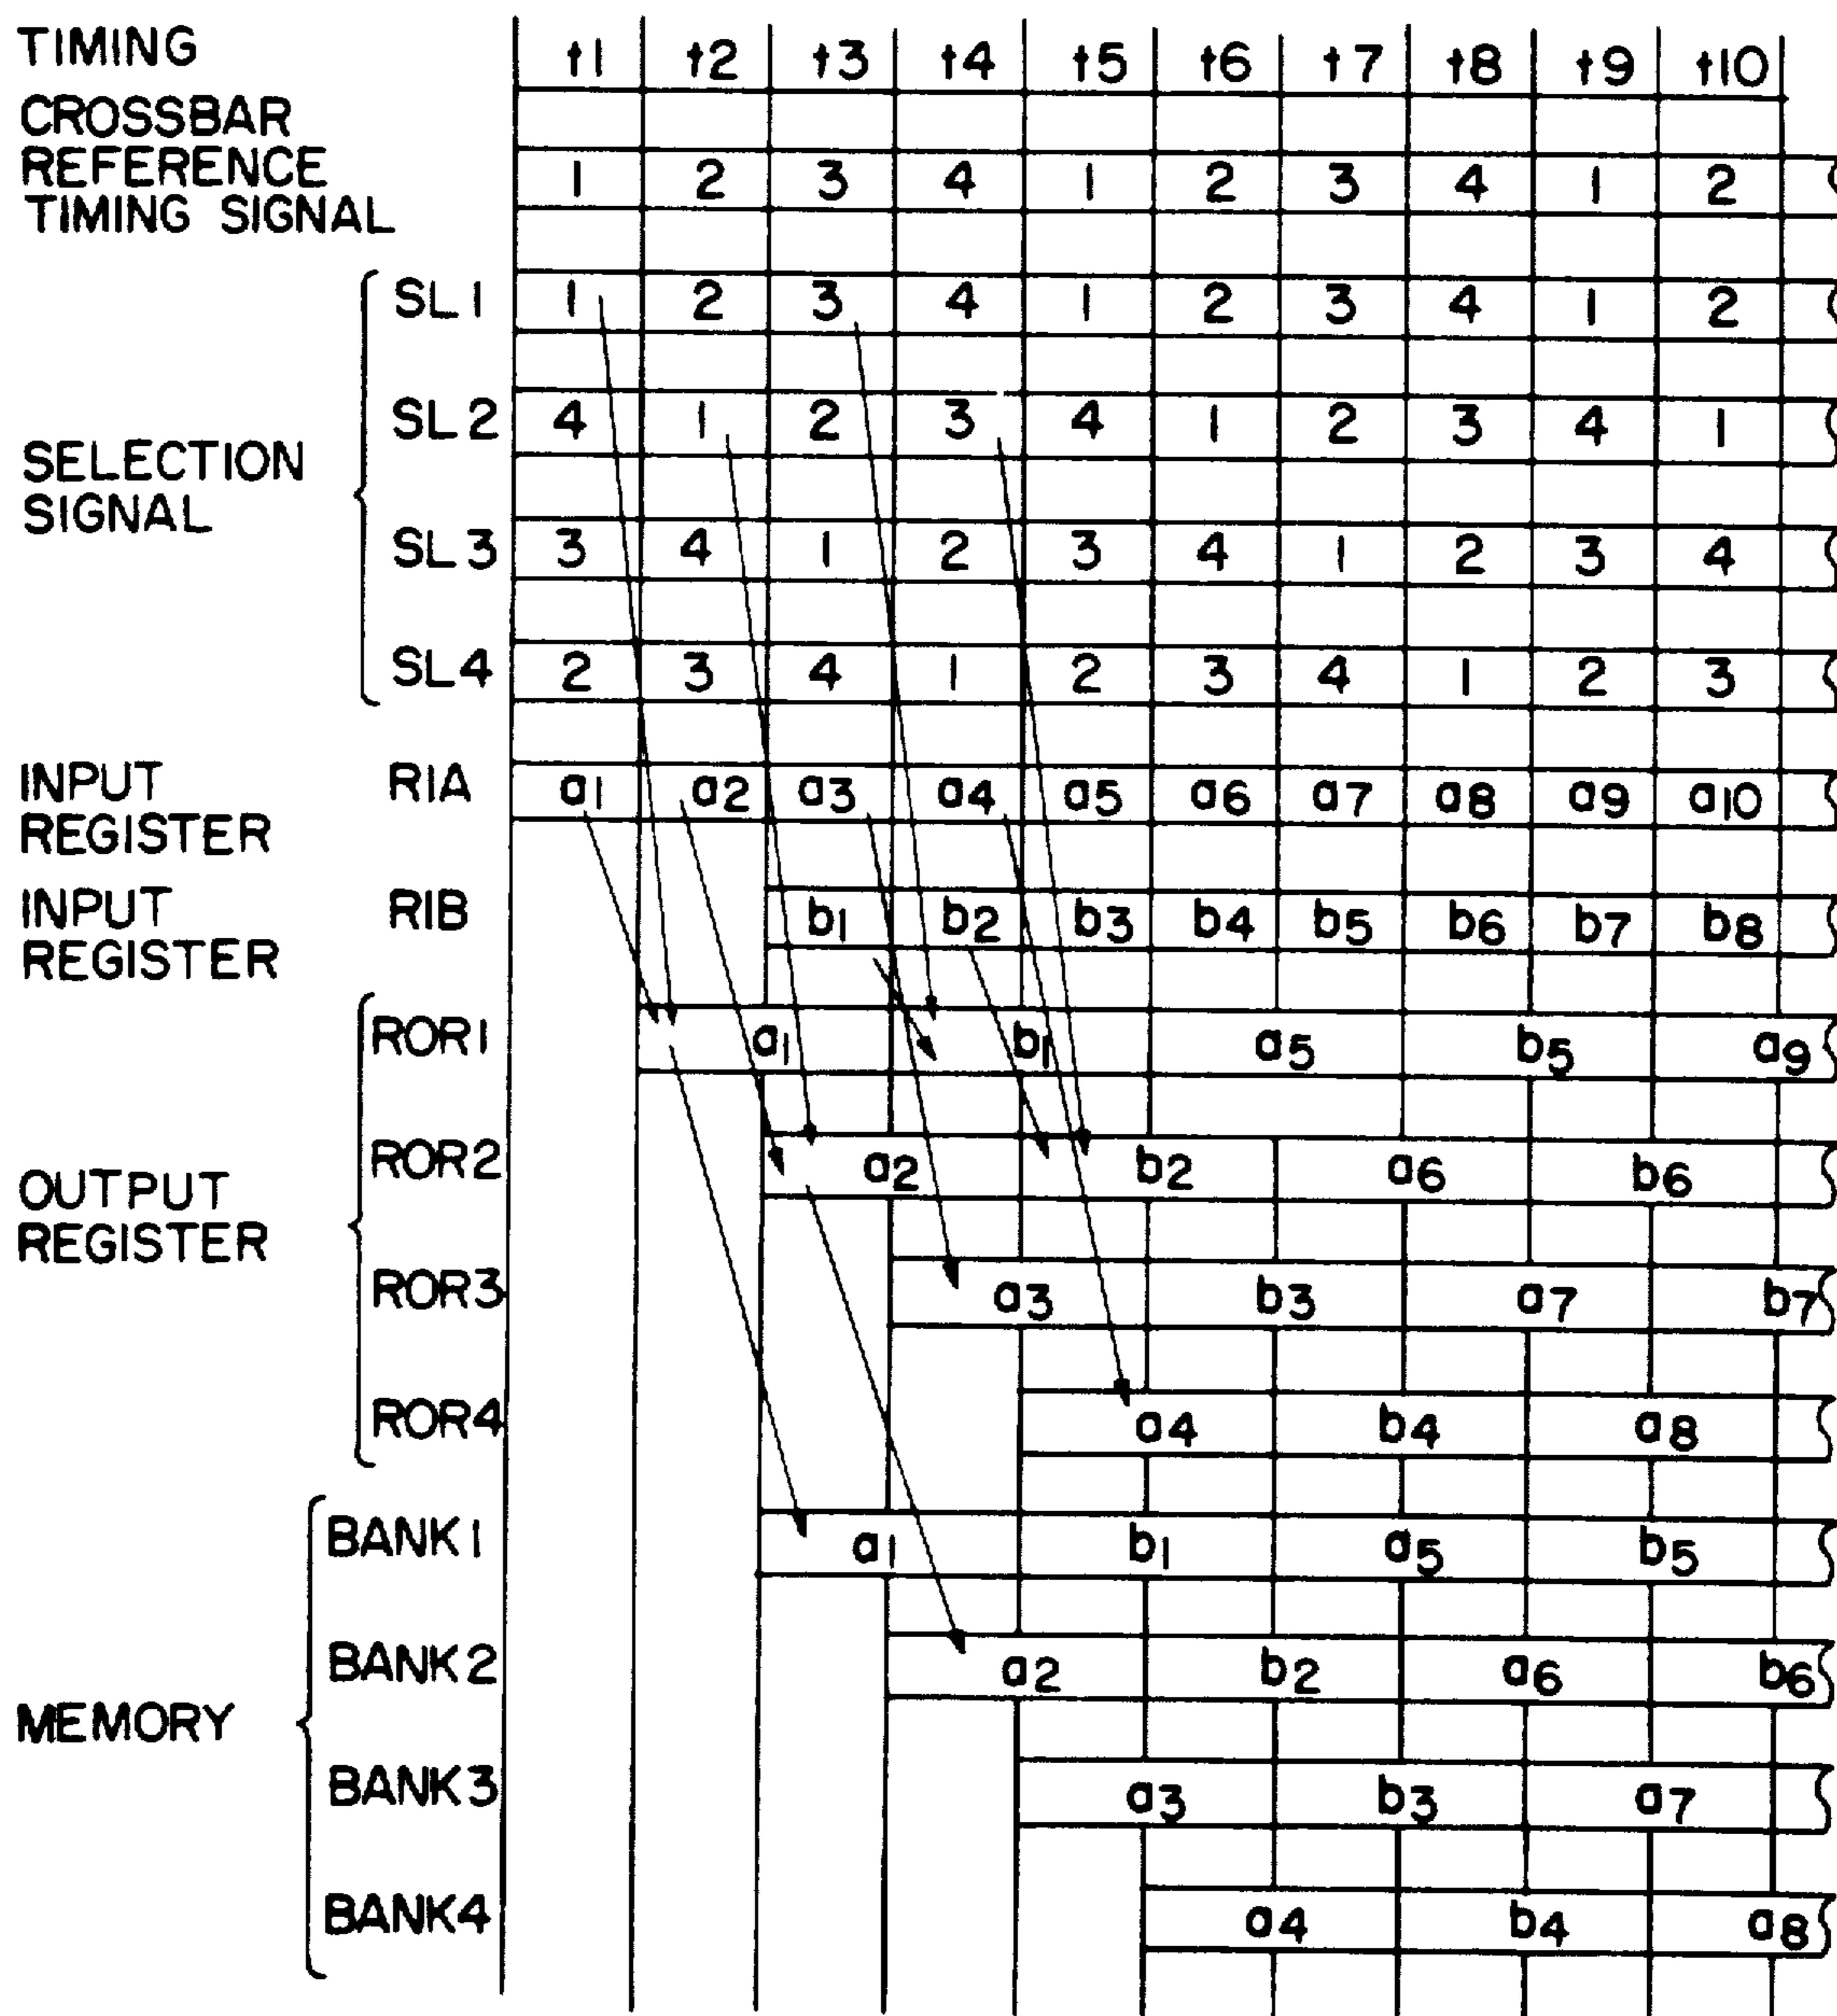 TIMING t1 t2 t3 t4 t5 t6 t7 t8 t9 t10
CROSSBAR
REFERENCE
TIMING SIGNAL 1 2 3 4 1 2 3 4 1 2
SELECTION
SIGNAL
SL1 1 2 3 4 1 2 3 4 1 2
SL2 4 1 2 3 4 1 2 3 4 1
SL3 3 4 1 2 3 4 1 2 3 4
SL4 2 3 4 1 2 3 4 1 2 3
INPUT
REGISTER
RIA a1 a2 a3 a4 a5 a6 a7 a8 a9 a10
INPUT
REGISTER
RIB b1 b2 b3 b4 b5 b6 b7 b8
OUTPUT
REGISTER
ROR1 a1 b1 a5 b5 a9
ROR2 a2 b2 a6 b6
ROR3 a3 b3 a7 b7
ROR4 a4 b4 a8
MEMORY
BANK1 a1 b1 a5 b5
BANK2 a2 b2 a6 b6
BANK3 a3 b3 a7
BANK4 a4 b4 a8